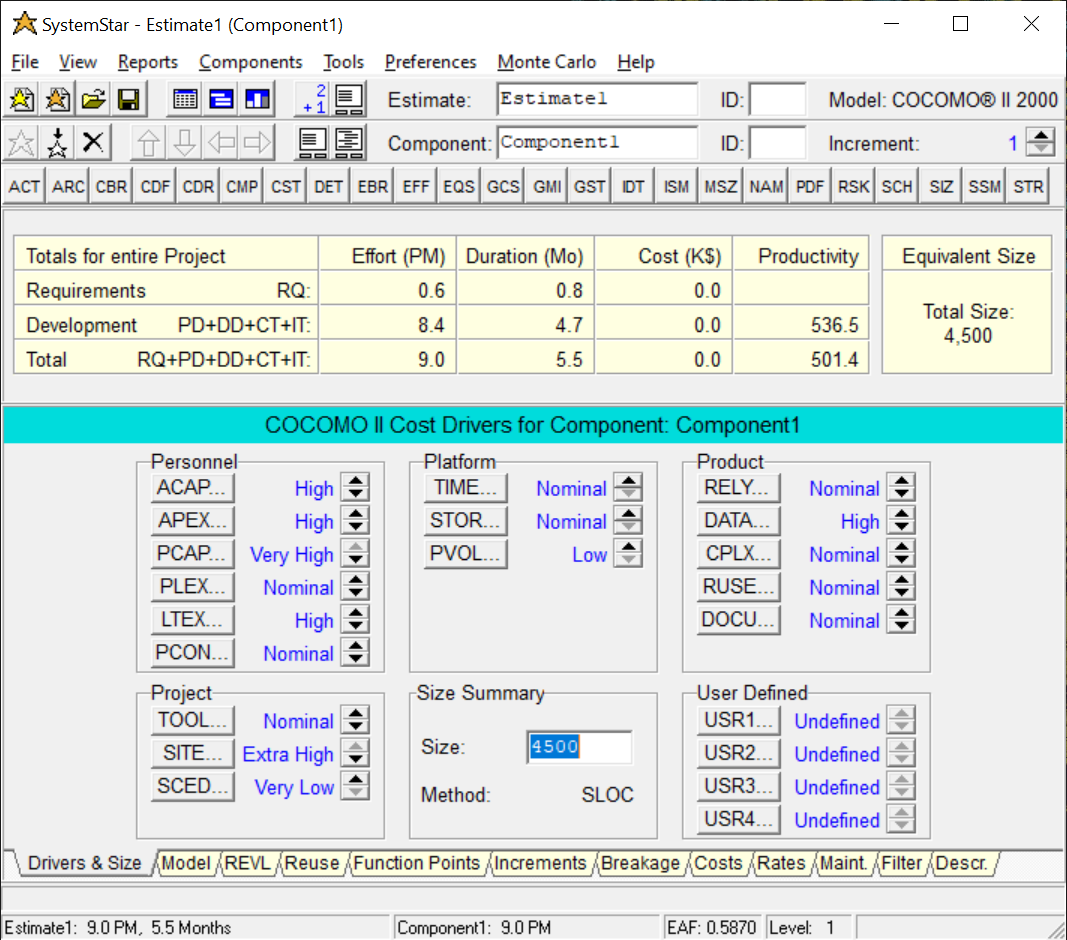 SystemStar - Estimate1 (Component1)
File View Reports Components Tools Preferences Monte Carlo Help
2
+1
Estimate: Estimate1 ID: Model: COCOMO® II 2000
Component: Component1 ID: Increment: 1
ACT ARC CBR CDF CDR CMP CST DET EBR EFF EQS GCS GMI GST IDT ISM MSZ NAM PDF RSK SCH SIZ SSM STR
Totals for entire Project Effort (PM) Duration (Mo) Cost (K$) Productivity Equivalent Size
Requirements RQ: 0.6 0.8 0.0
Total Size:
Development PD+DD+CT+IT: 8.4 4.7 0.0 536.5
4,500
Total RQ+PD+DD+CT+IT: 9.0 5.5 0.0 501.4
COCOMO II Cost Drivers for Component: Component1
Personnel Platform Product
ACAP... High TIME... Nominal RELY... Nominal
APEX... High STOR... Nominal DATA... High
PCAP... Very High PVOL... Low CPLX... Nominal
PLEX... Nominal RUSE... Nominal
LTEX... High DOCU... Nominal
PCON... Nominal
Project Size Summary User Defined
TOOL... Nominal USR1... Undefined
Size: 4500
SITE... Extra High USR2... Undefined
SCED... Very Low USR3... Undefined
Method: SLOC
USR4... Undefined
Drivers & Size Model REVL Reuse Function Points Increments Breakage Costs Rates Maint. Filter Descr.
Estimate1: 9.0 PM, 5.5 Months Component1: 9.0 PM EAF: 0.5870 Level: 1